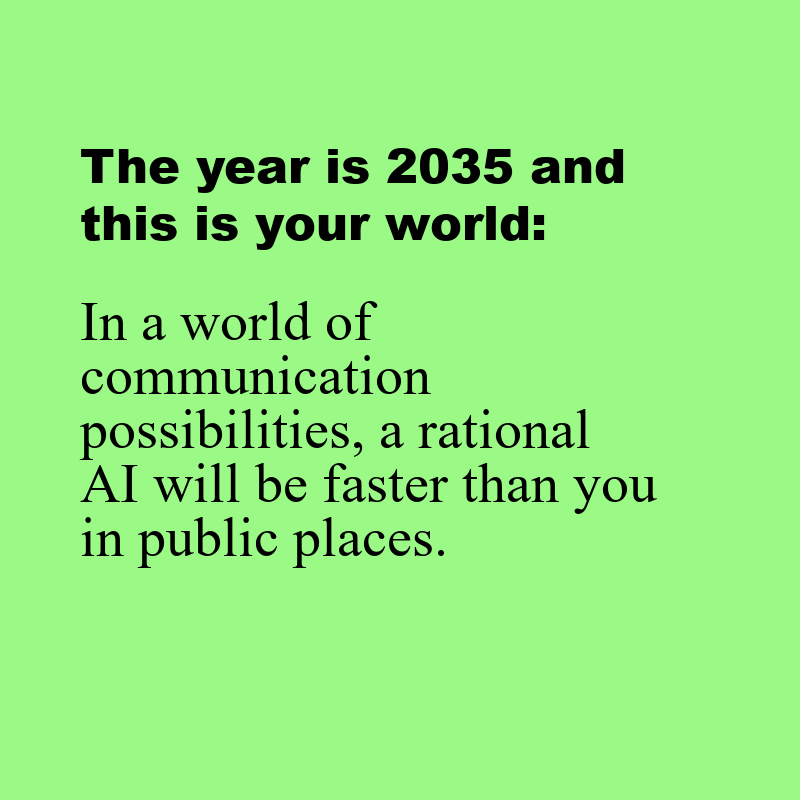 The year is 2035 and
this is your world:
In a world of
communication
possibilities, a rational
AI will be faster than you
in public places.